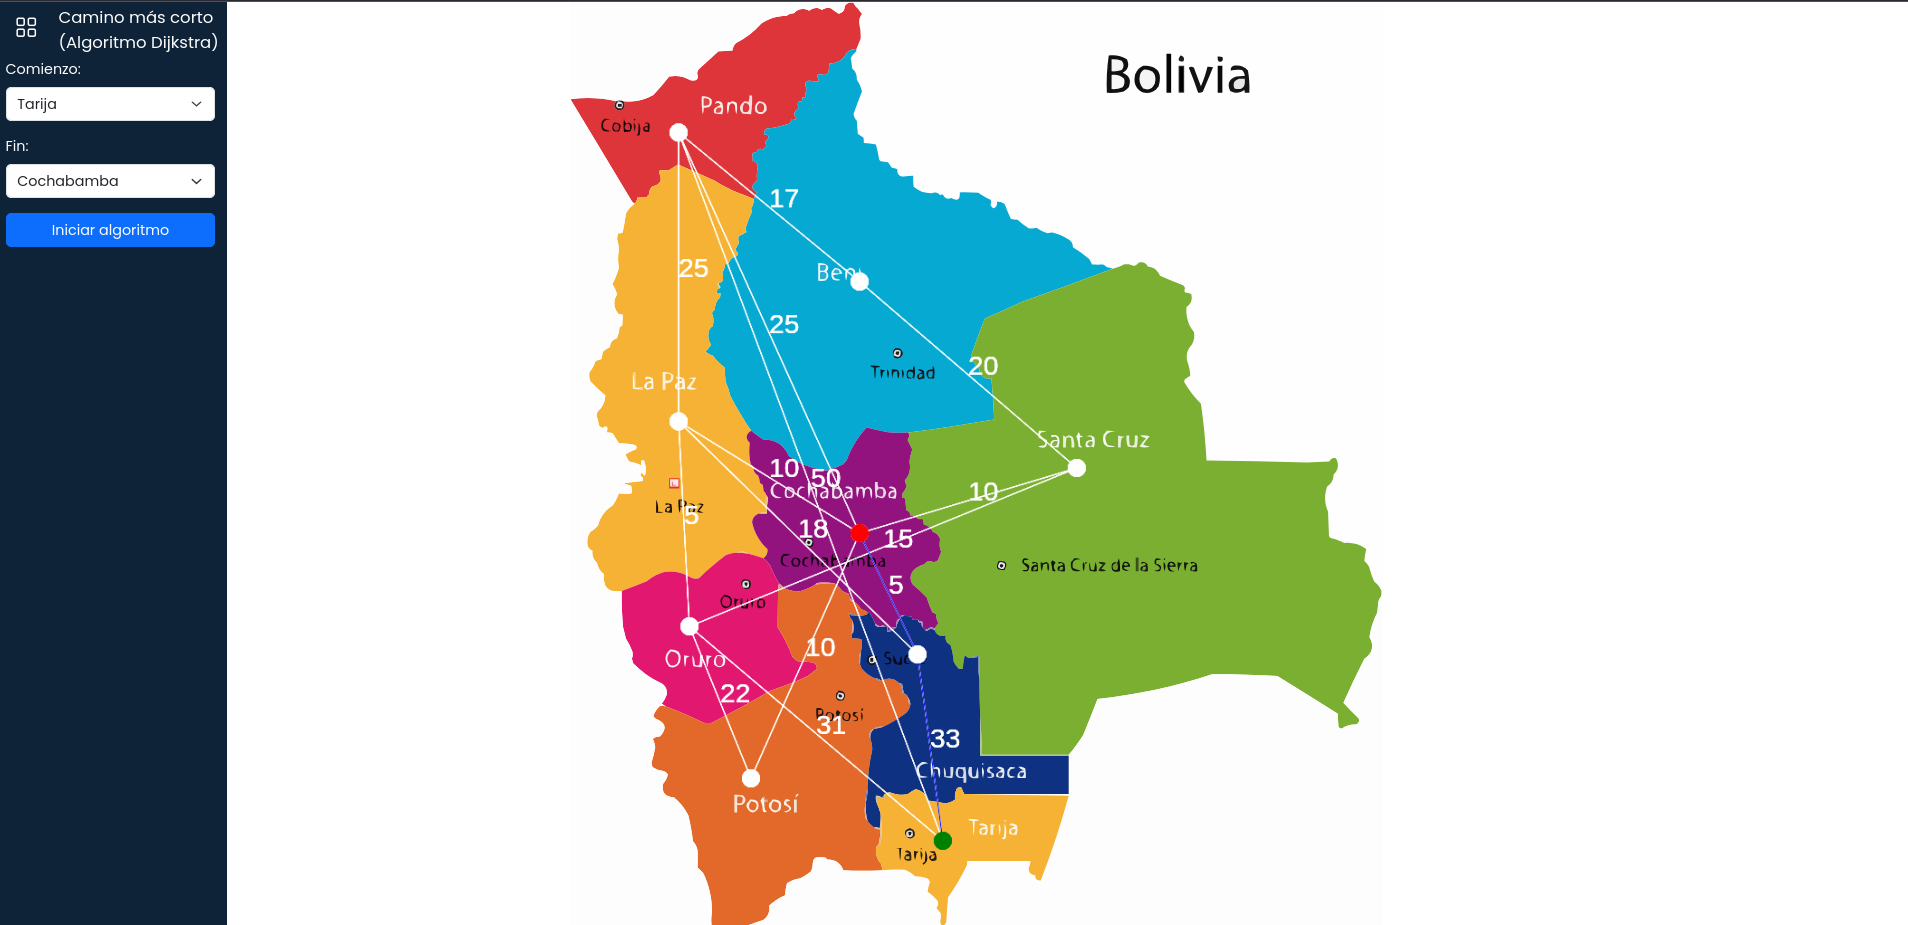 Camino más corto
(Algoritmo Dijkstra)
Comienzo:
Tarija
Fin:
Cochabamba
Iniciar algoritmo
Bolivia
Pando
Cobija
17
25
Beni
25
20
Trinidad
La Paz
Santa Cruz
10
50
Cochabamba
10
La Paz
5
18
15
Cochabamba
Santa Cruz de la Sierra
5
Oruro
10
Oruro
22
Potosí
31
33
Chuquisaca
Potosí
Tarija
Tarija